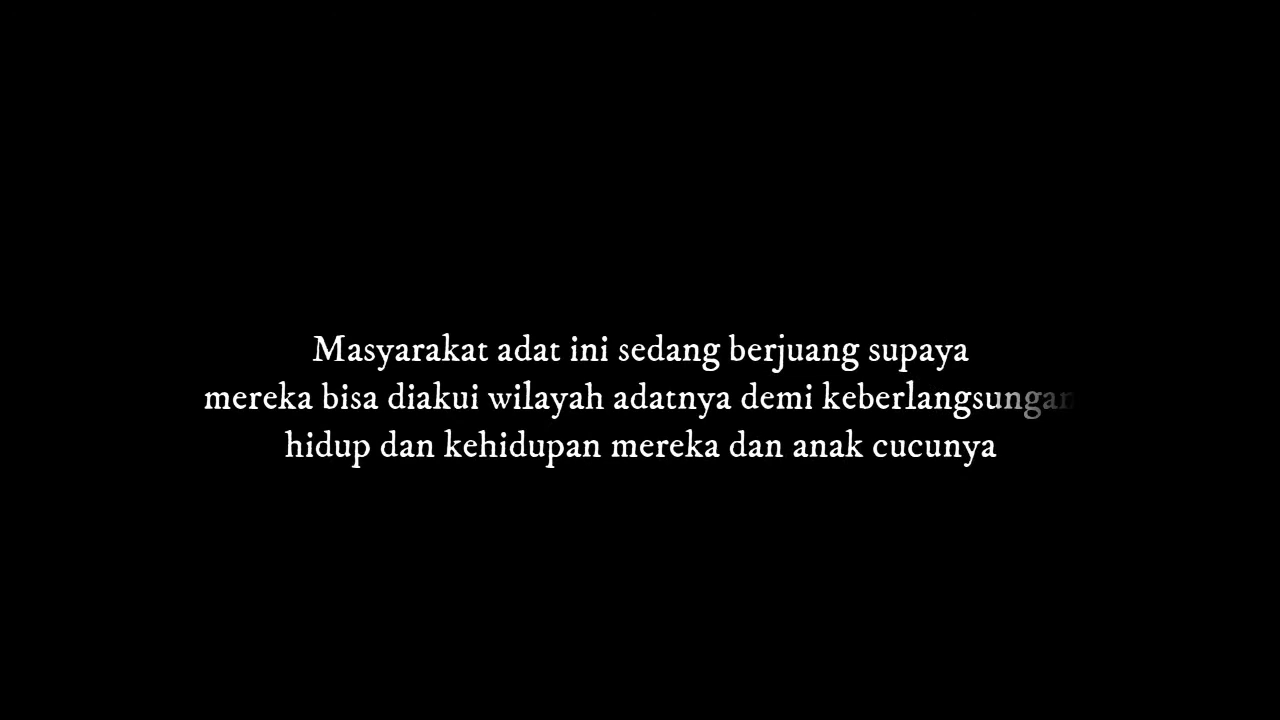 Masyarakat adat ini sedang berjuang supaya
mereka bisa diakui wilayah adatnya demi keberlangsungan
hidup dan kehidupan mereka dan anak cucunya